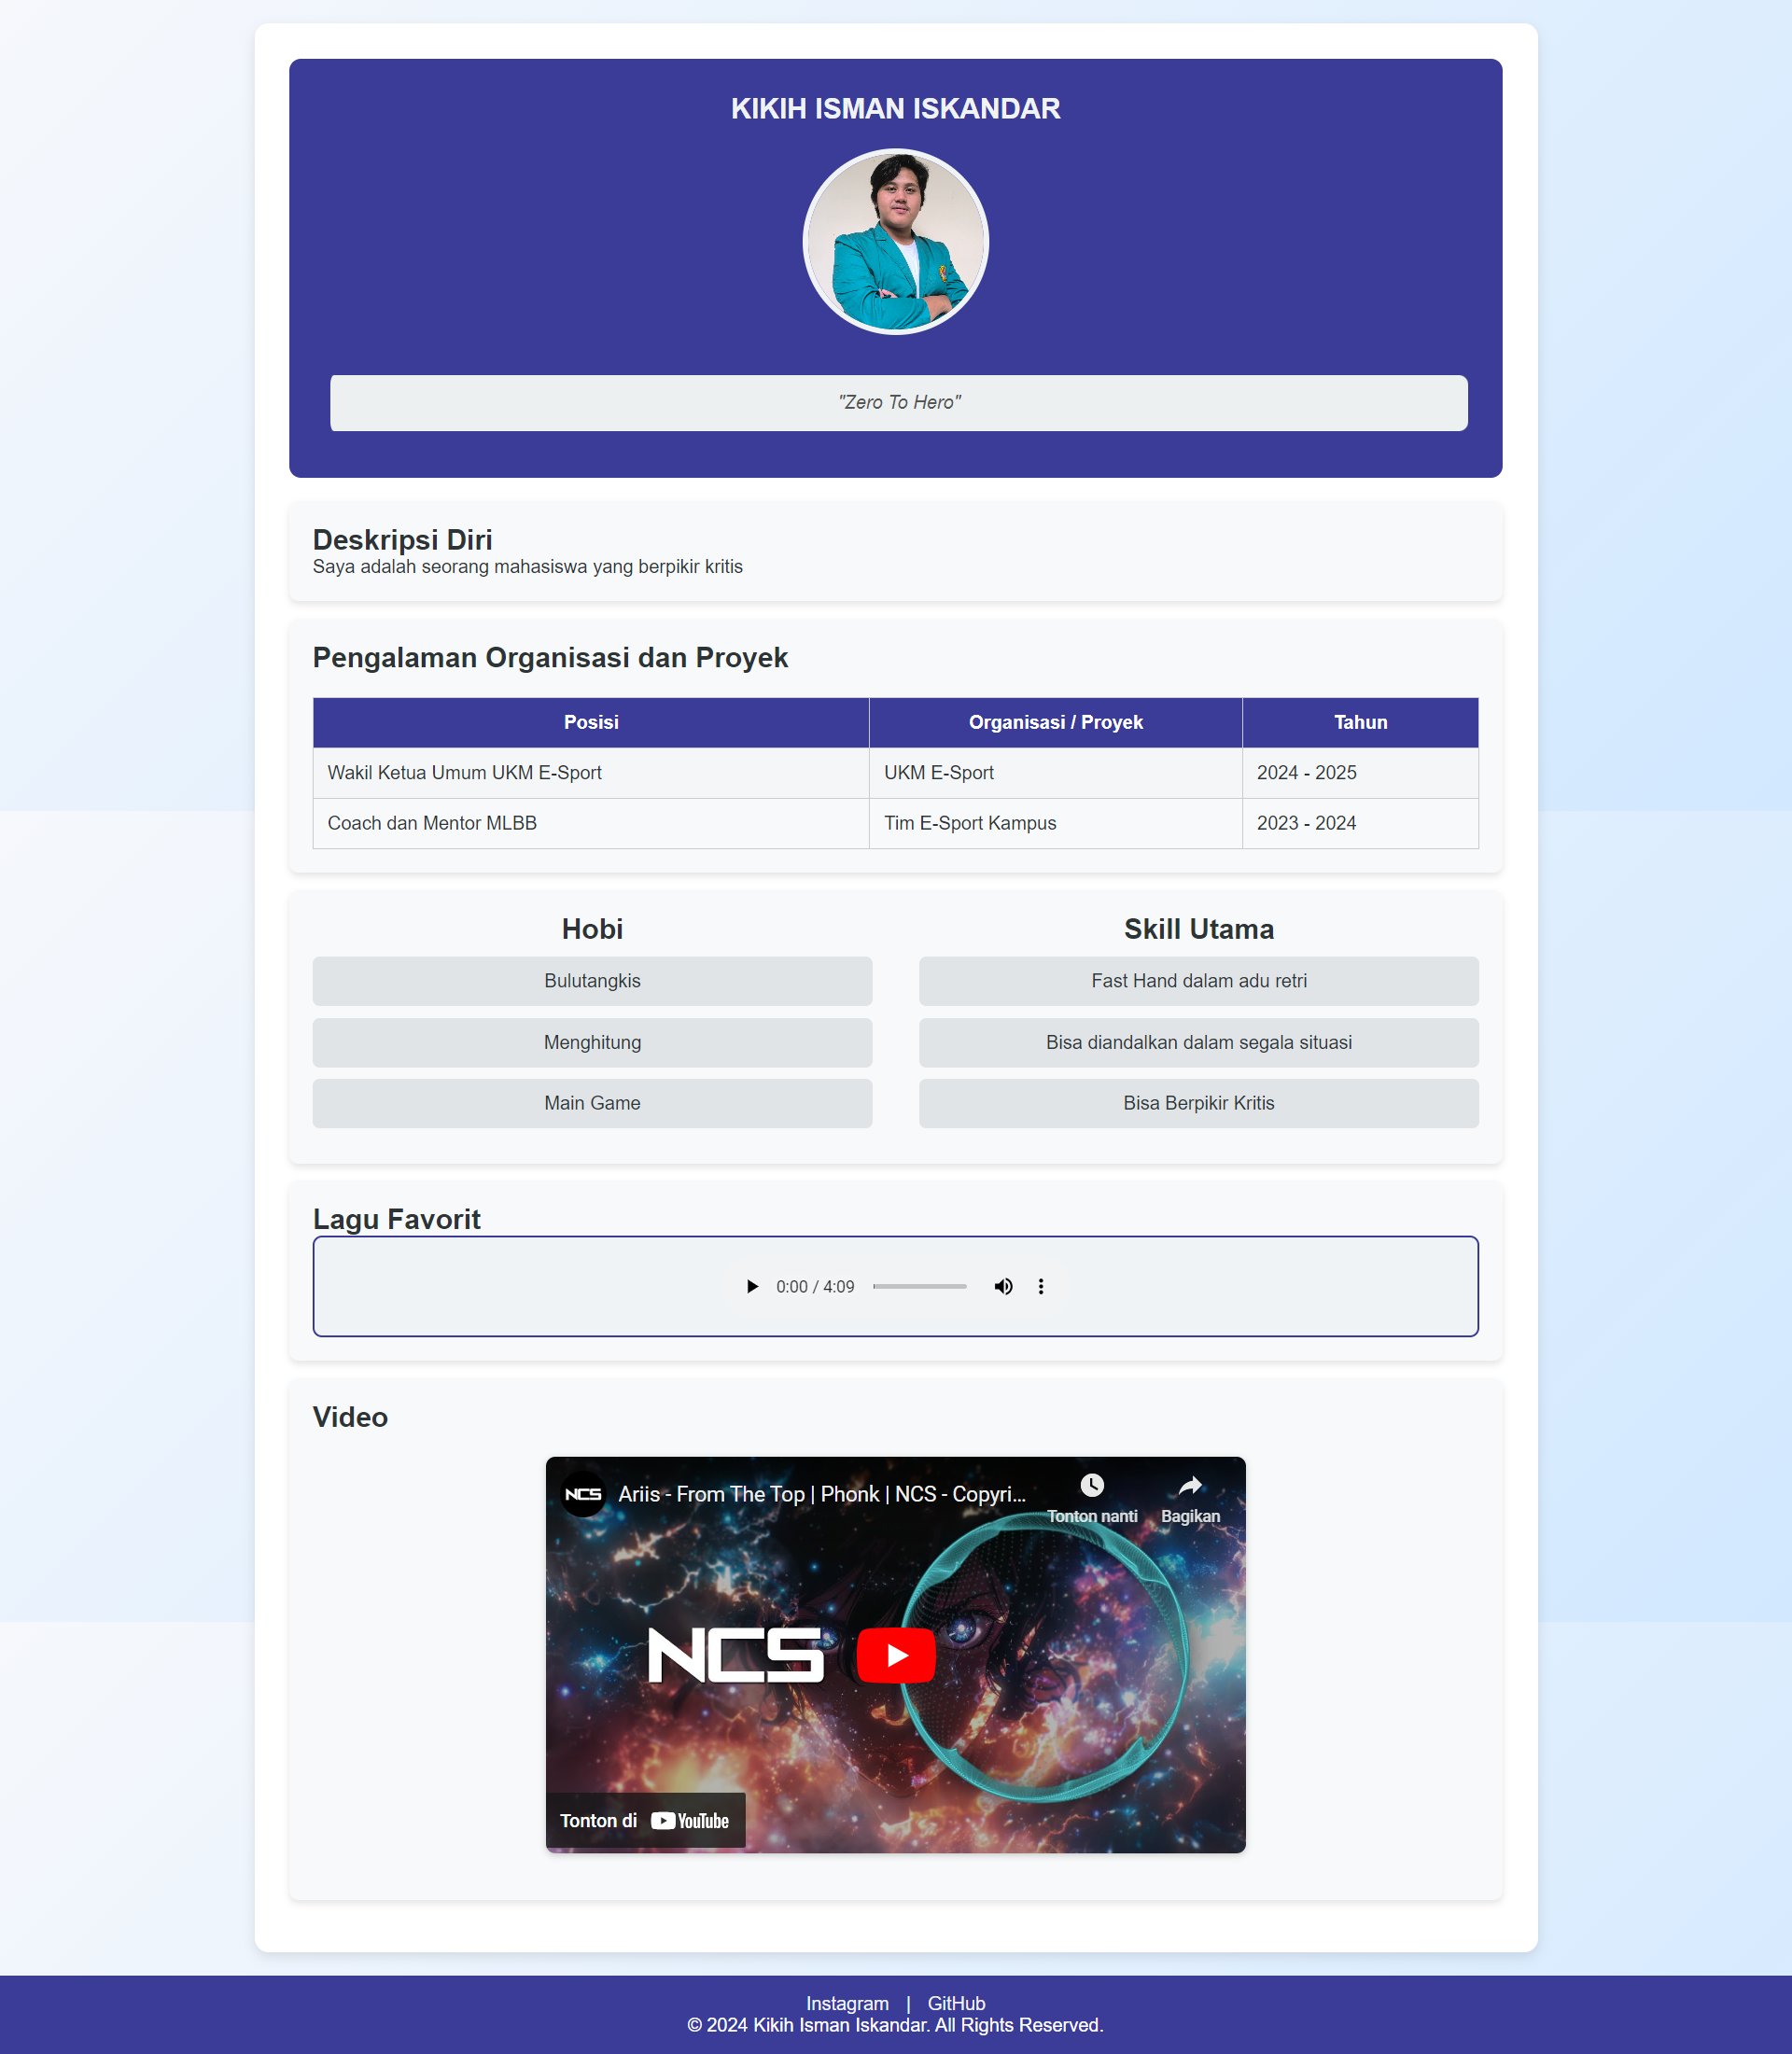 KIKIH ISMAN ISKANDAR
"Zero To Hero"
Deskripsi Diri
Saya adalah seorang mahasiswa yang berpikir kritis
Pengalaman Organisasi dan Proyek
Posisi Organisasi / Proyek Tahun
Wakil Ketua Umum UKM E-Sport UKM E-Sport 2024 - 2025
Coach dan Mentor MLBB Tim E-Sport Kampus 2023 - 2024
Hobi
Bulutangkis
Menghitung
Main Game
Skill Utama
Fast Hand dalam adu retri
Bisa diandalkan dalam segala situasi
Bisa Berpikir Kritis
Lagu Favorit
0:00 / 4:09
Video
NCS Ariis - From The Top | Phonk | NCS - Copyri...
Tonton nanti Bagikan
NCS
Tonton di YouTube
Instagram | GitHub
© 2024 Kikih Isman Iskandar. All Rights Reserved.